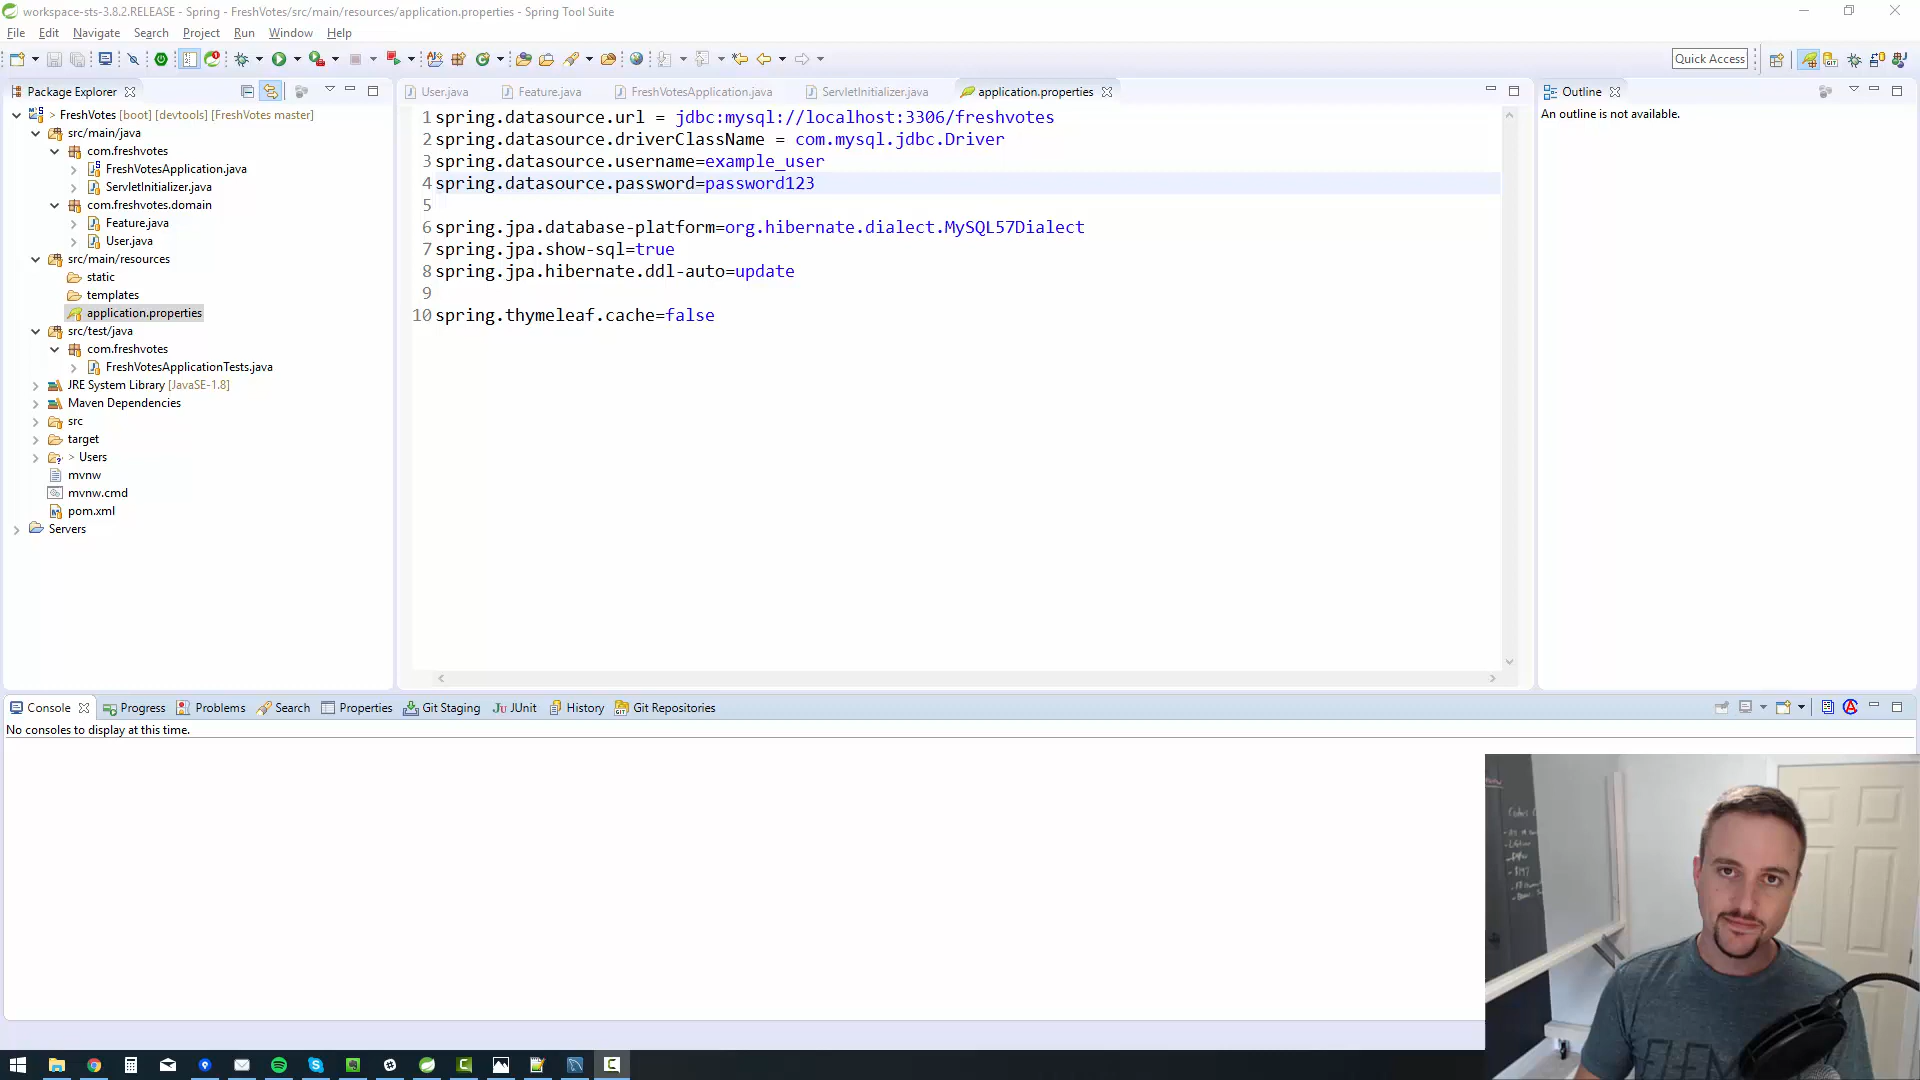 workspace-sts-3.8.2.RELEASE - Spring - FreshVotes/src/main/resources/application.properties - Spring Tool Suite
File Edit Navigate Search Project Run Window Help
Quick Access
Package Explorer
FreshVotes [boot] [devtools] [FreshVotes master]
src/main/java
com.freshvotes
FreshVotesApplication.java
ServletInitializer.java
com.freshvotes.domain
Feature.java
User.java
src/main/resources
static
templates
application.properties
src/test/java
com.freshvotes
FreshVotesApplicationTests.java
JRE System Library [JavaSE-1.8]
Maven Dependencies
src
target
> Users
mvnw
mvnw.cmd
pom.xml
Servers
User.java Feature.java FreshVotesApplication.java ServletInitializer.java application.properties
1 spring.datasource.url = jdbc:mysql://localhost:3306/freshvotes
2 spring.datasource.driverClassName = com.mysql.jdbc.Driver
3 spring.datasource.username=example_user
4 spring.datasource.password=password123
5
6 spring.jpa.database-platform=org.hibernate.dialect.MySQL57Dialect
7 spring.jpa.show-sql=true
8 spring.jpa.hibernate.ddl-auto=update
9
10 spring.thymeleaf.cache=false
Outline
An outline is not available.
Console Progress Problems Search Properties Git Staging JUnit History Git Repositories
No consoles to display at this time.